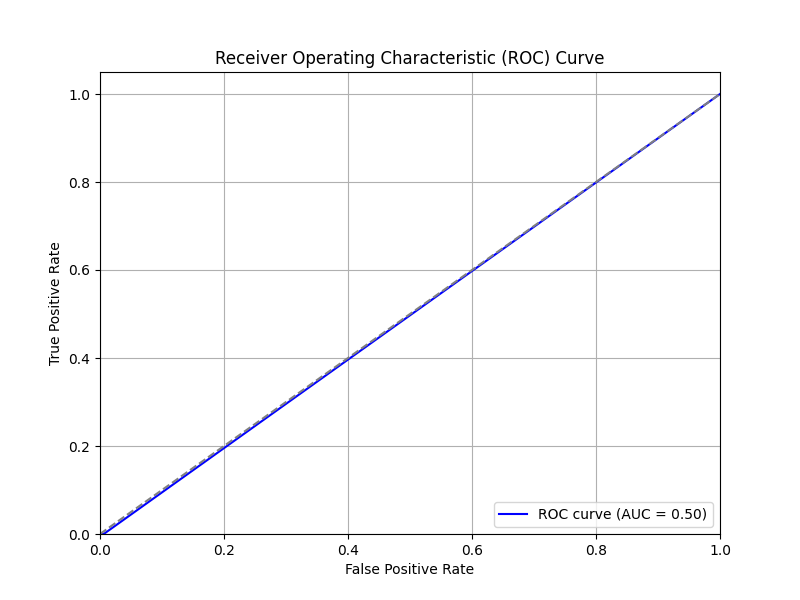 Receiver Operating Characteristic (ROC) Curve
1.0
0.8
0.6
0.4
0.2
0.0
True Positive Rate
ROC curve (AUC = 0.50)
0.0 0.2 0.4 0.6 0.8 1.0
False Positive Rate